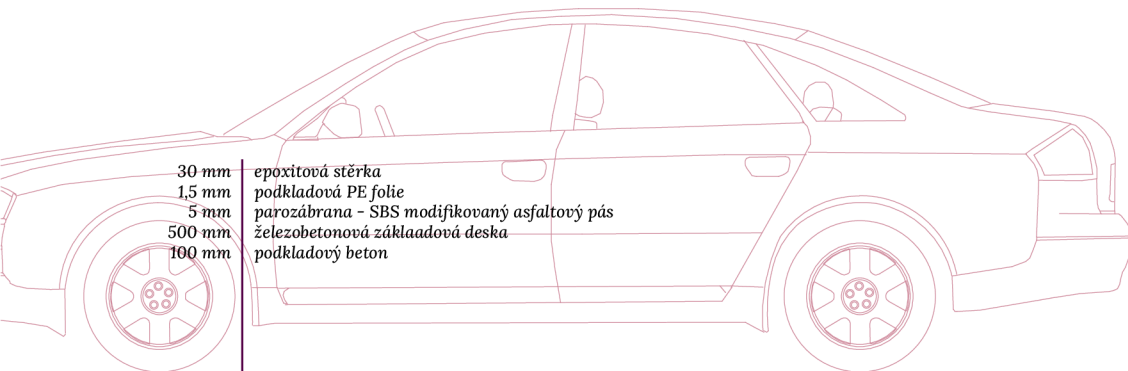 30 mm epoxitová stěrka
1,5 mm podkladová PE folie
5 mm parozábrana - SBS modifikovaný asfaltový pás
500 mm železobetonová záklaadová deska
100 mm podkladový beton